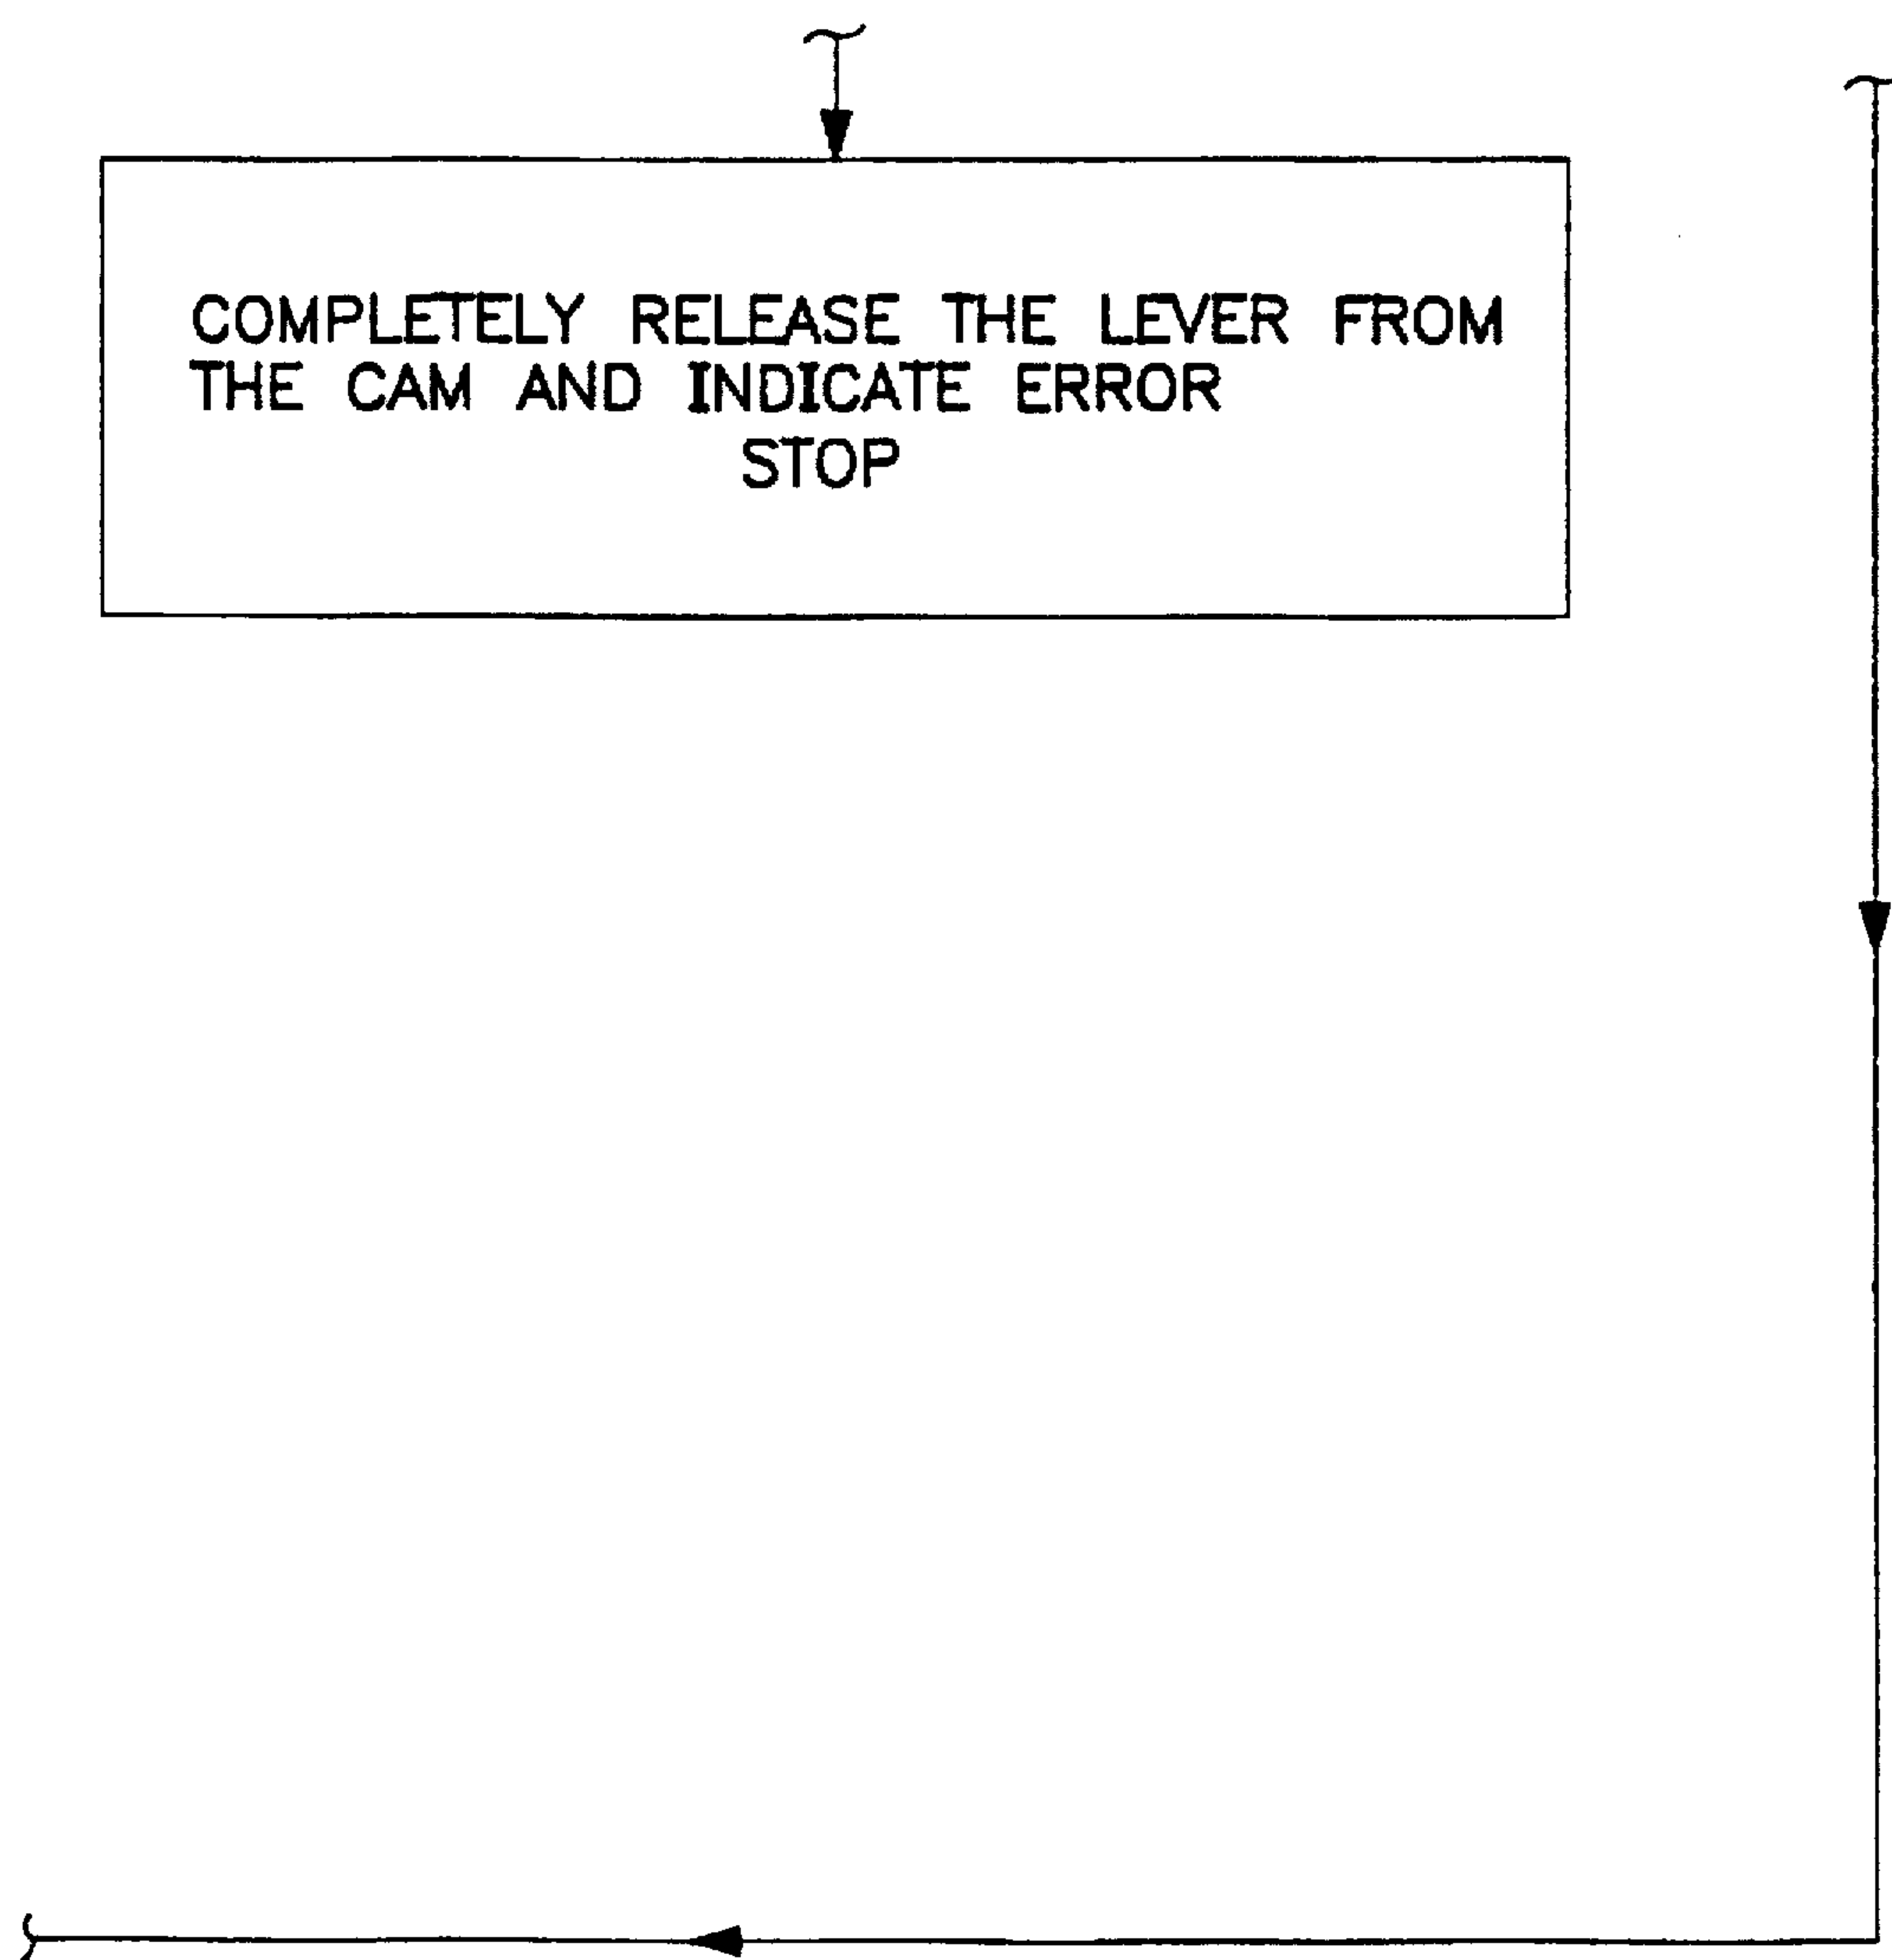 COMPLETELY RELEASE THE LEVER FROM
THE CAM AND INDICATE ERROR
STOP